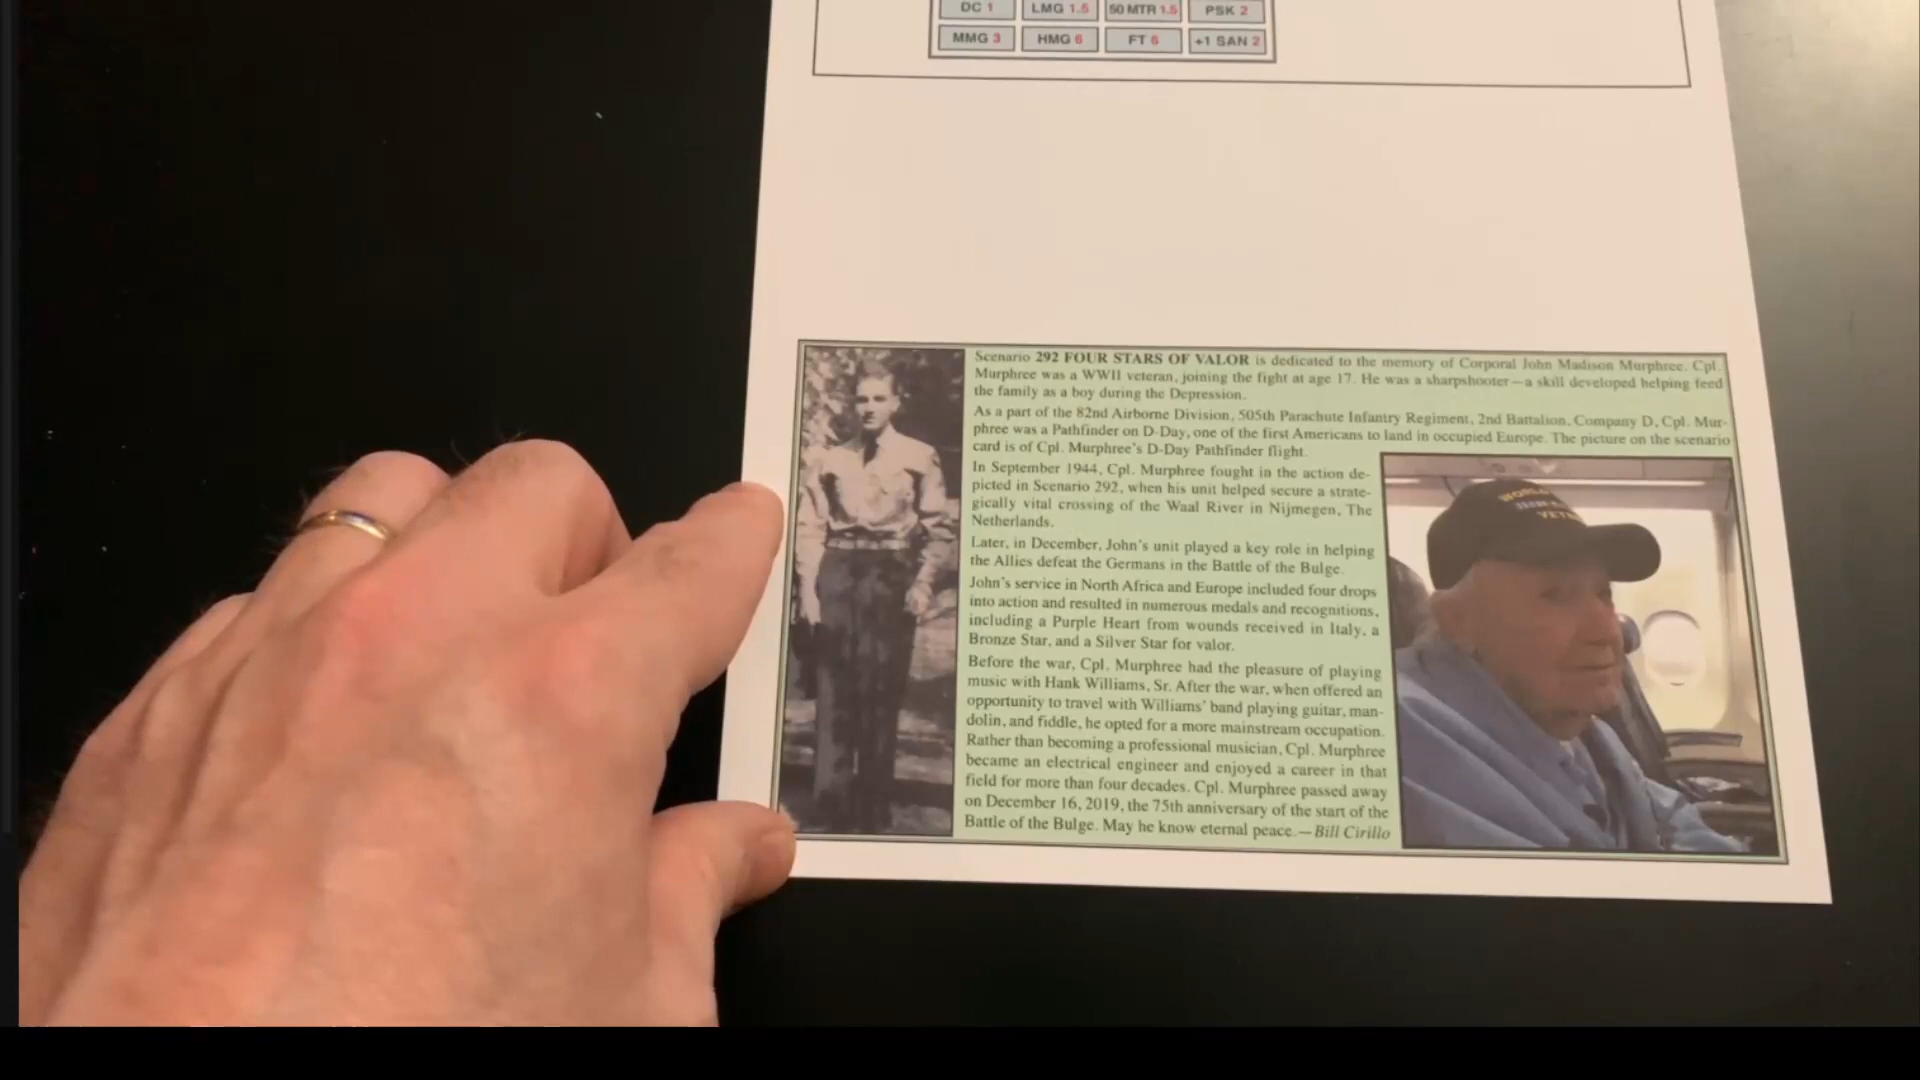 DC 1 LMG 1.5 50 MTR 1.5 PSK 2
MMG 3 HMG 6 FT 6 +1 SAN 2
Scenario 292 FOUR STARS OF VALOR is dedicated to the memory of Corporal John Madison Murphree. Cpl.
Murphree was a WWII veteran, joining the fight at age 17. He was a sharpshooter—a skill developed helping feed
the family as a boy during the Depression.
As a part of the 82nd Airborne Division, 505th Parachute Infantry Regiment, 2nd Battalion, Company D, Cpl. Mur-
phree was a Pathfinder on D-Day, one of the first Americans to land in occupied Europe. The picture on the scenario
card is of Cpl. Murphree's D-Day Pathfinder flight.
In September 1944, Cpl. Murphree fought in the action de-
picted in Scenario 292, when his unit helped secure a strate-
gically vital crossing of the Waal River in Nijmegen, The
Netherlands.
Later, in December, John's unit played a key role in helping
the Allies defeat the Germans in the Battle of the Bulge.
John's service in North Africa and Europe included four drops
into action and resulted in numerous medals and recognitions,
including a Purple Heart from wounds received in Italy, a
Bronze Star, and a Silver Star for valor.
Before the war, Cpl. Murphree had the pleasure of playing
music with Hank Williams, Sr. After the war, when offered an
opportunity to travel with Williams' band playing guitar, man-
dolin, and fiddle, he opted for a more mainstream occupation.
Rather than becoming a professional musician, Cpl. Murphree
became an electrical engineer and enjoyed a career in that
field for more than four decades. Cpl. Murphree passed away
on December 16, 2019, the 75th anniversary of the start of the
Battle of the Bulge. May he know eternal peace.—Bill Cirillo